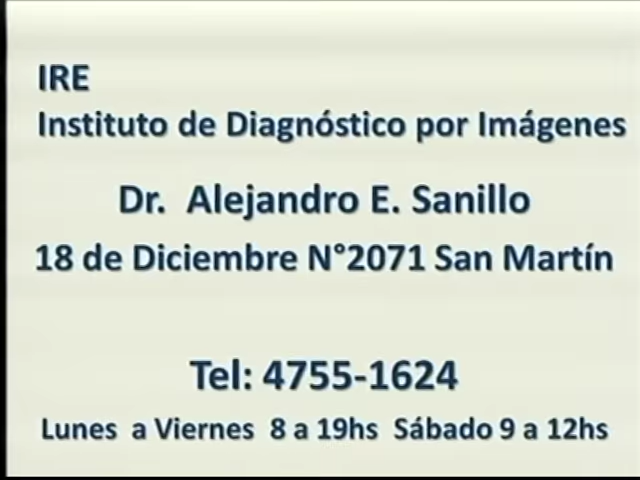 IRE
Instituto de Diagnóstico por Imágenes
Dr. Alejandro E. Sanillo
18 de Diciembre N°2071 San Martín
Tel: 4755-1624
Lunes a Viernes 8 a 19hs Sábado 9 a 12hs